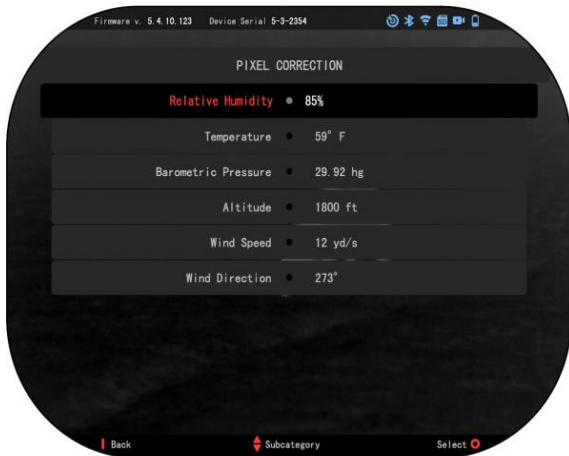 Firmware v. 5.4.10.123 Device Serial 5-3-2354
PIXEL CORRECTION
Relative Humidity 85%
Temperature 59° F
Barometric Pressure 29.92 hg
Altitude 1800 ft
Wind Speed 12 yd/s
Wind Direction 273°
Back Subcategory Select